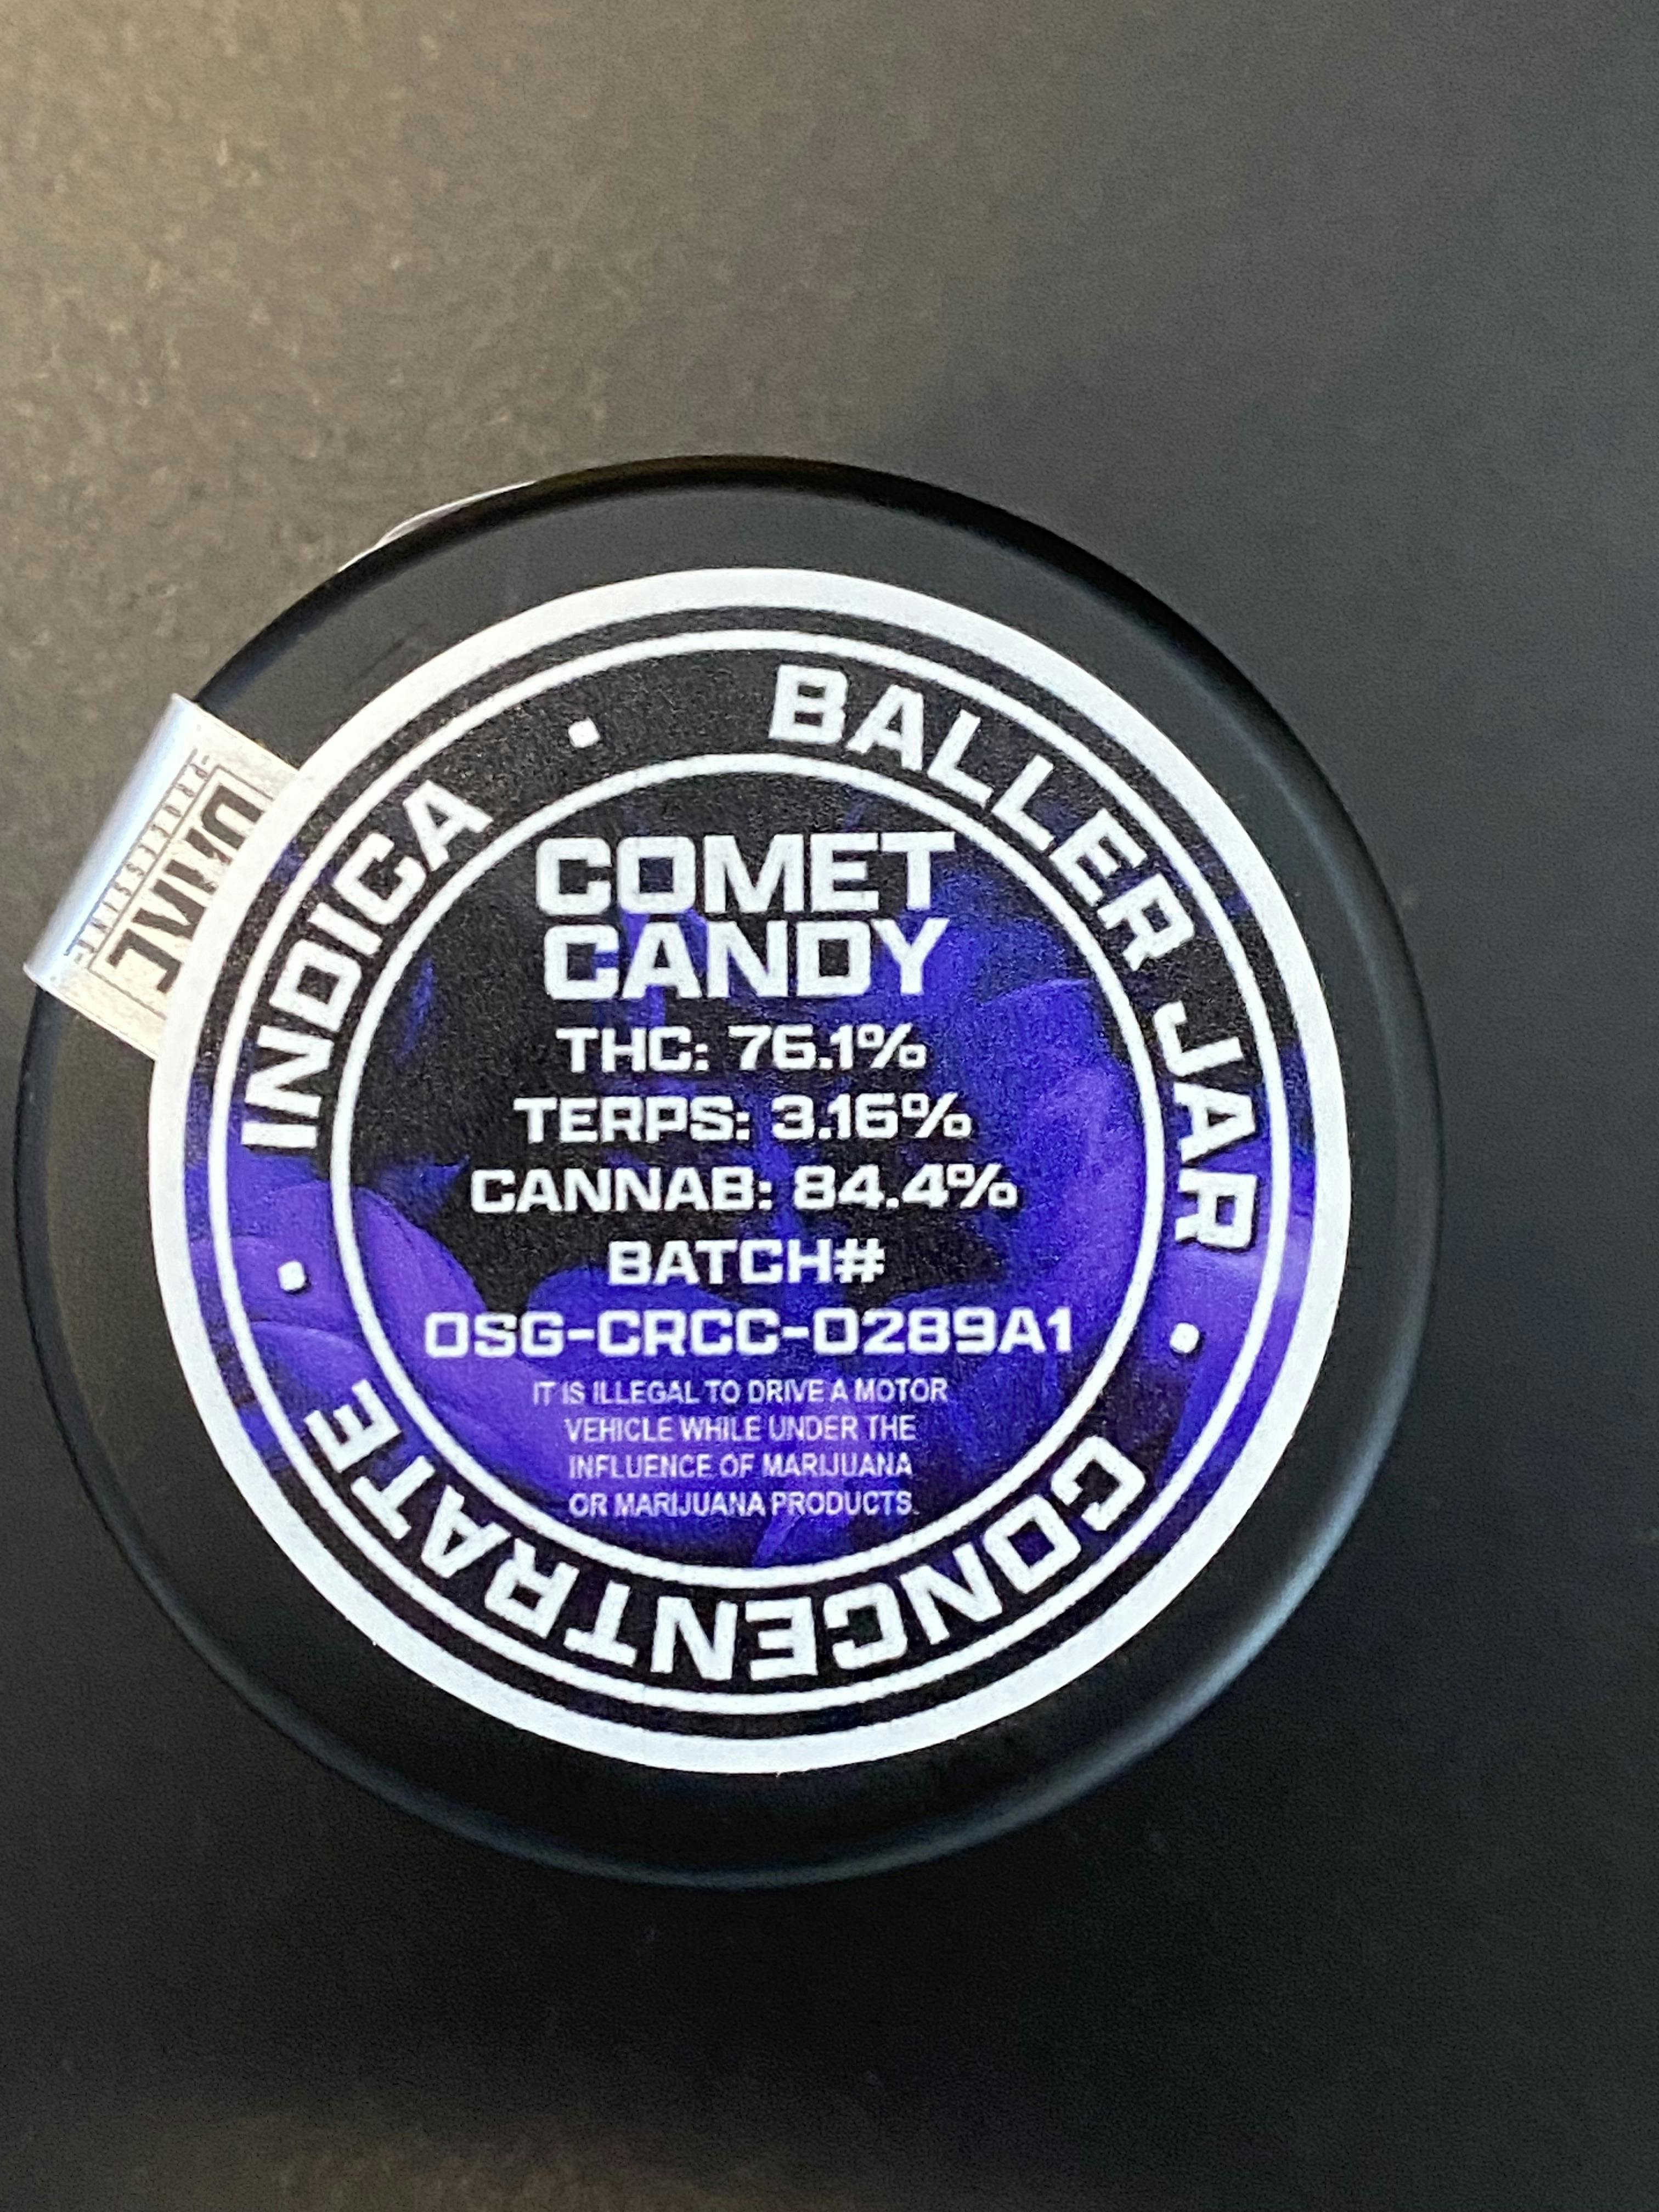 INDICA
BALLER JAR
COMET
CANDY
THC: 76.1%
TERPS: 3.16%
CANNAB: 84.4%
BATCH#
OSG-CRCC-0289A1
IT IS ILLEGAL TO DRIVE A MOTOR
VEHICLE WHILE UNDER THE
INFLUENCE OF MARIJUANA
OR MARIJUANA PRODUCTS.
CONCENTRATE
-PROCESSING-